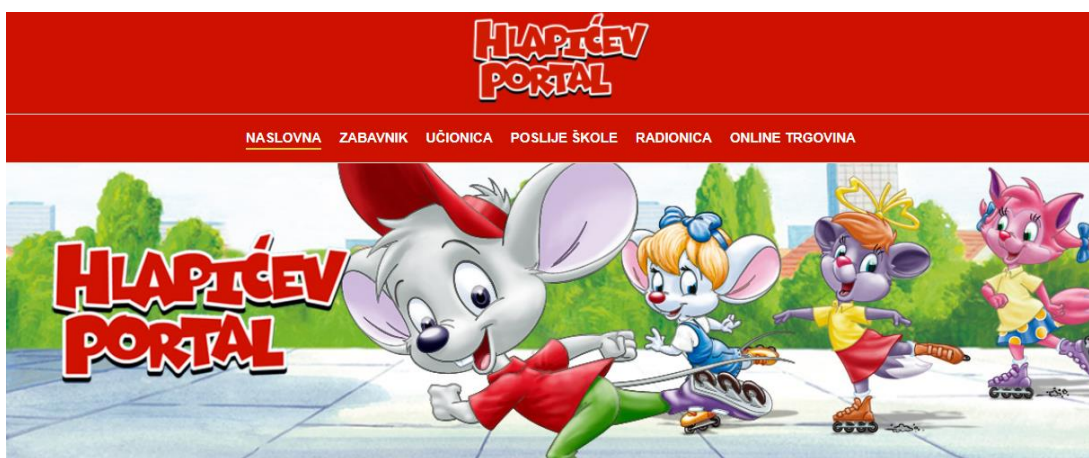 HLAPIĆEV
PORTAL
NASLOVNA ZABAVNIK UČIONICA POSLIJE ŠKOLE RADIONICA ONLINE TRGOVINA
HLAPIĆEV
PORTAL